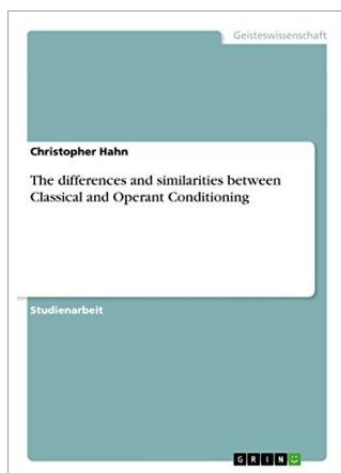 Geisteswissenschaft
Christopher Hahn
The differences and similarities between
Classical and Operant Conditioning
Studienarbeit
GRIN